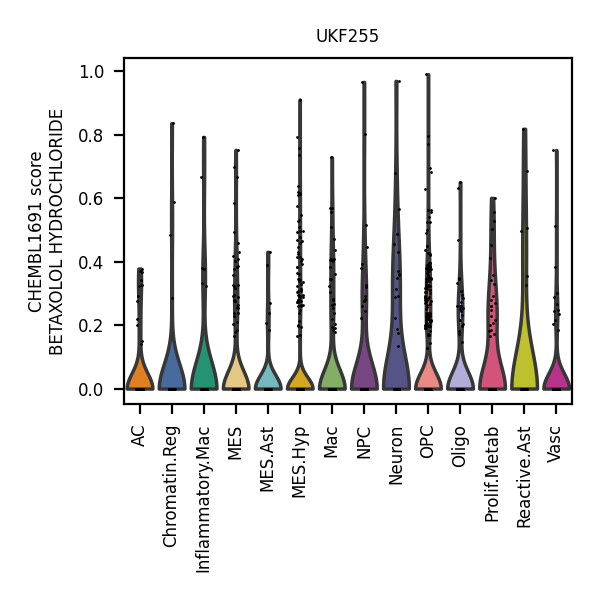 UKF255
CHEMBL1691 score
BETAXOLOL HYDROCHLORIDE
1.0
0.8
0.6
0.4
0.2
0.0
AC
Chromatin.Reg
Inflammatory.Mac
MES
MES.Ast
MES.Hyp
Mac
NPC
Neuron
OPC
Oligo
Prolif.Metab
Reactive.Ast
Vasc